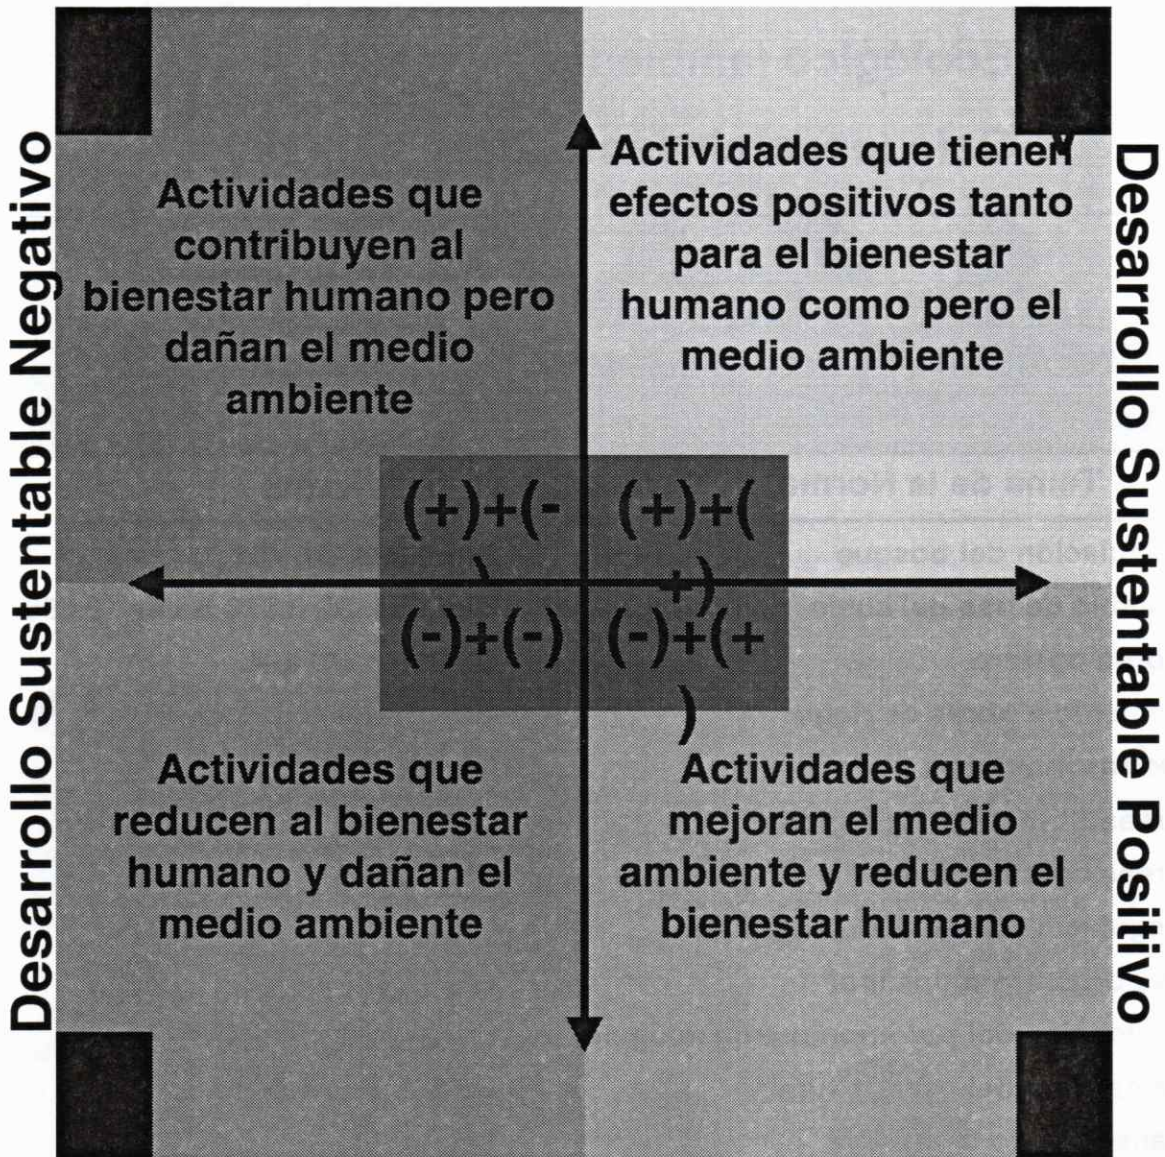 Desarrollo Sustentable Negativo
Actividades que
contribuyen al
bienestar humano pero
dañan el medio
ambiente
Actividades que tienen
efectos positivos tanto
para el bienestar
humano como pero el
medio ambiente
(+)+(-
)
(+)+(
+)
(-)+(-)
(-)+(+
)
Actividades que
reducen al bienestar
humano y dañan el
medio ambiente
Actividades que
mejoran el medio
ambiente y reducen el
bienestar humano
Desarrollo Sustentable Positivo